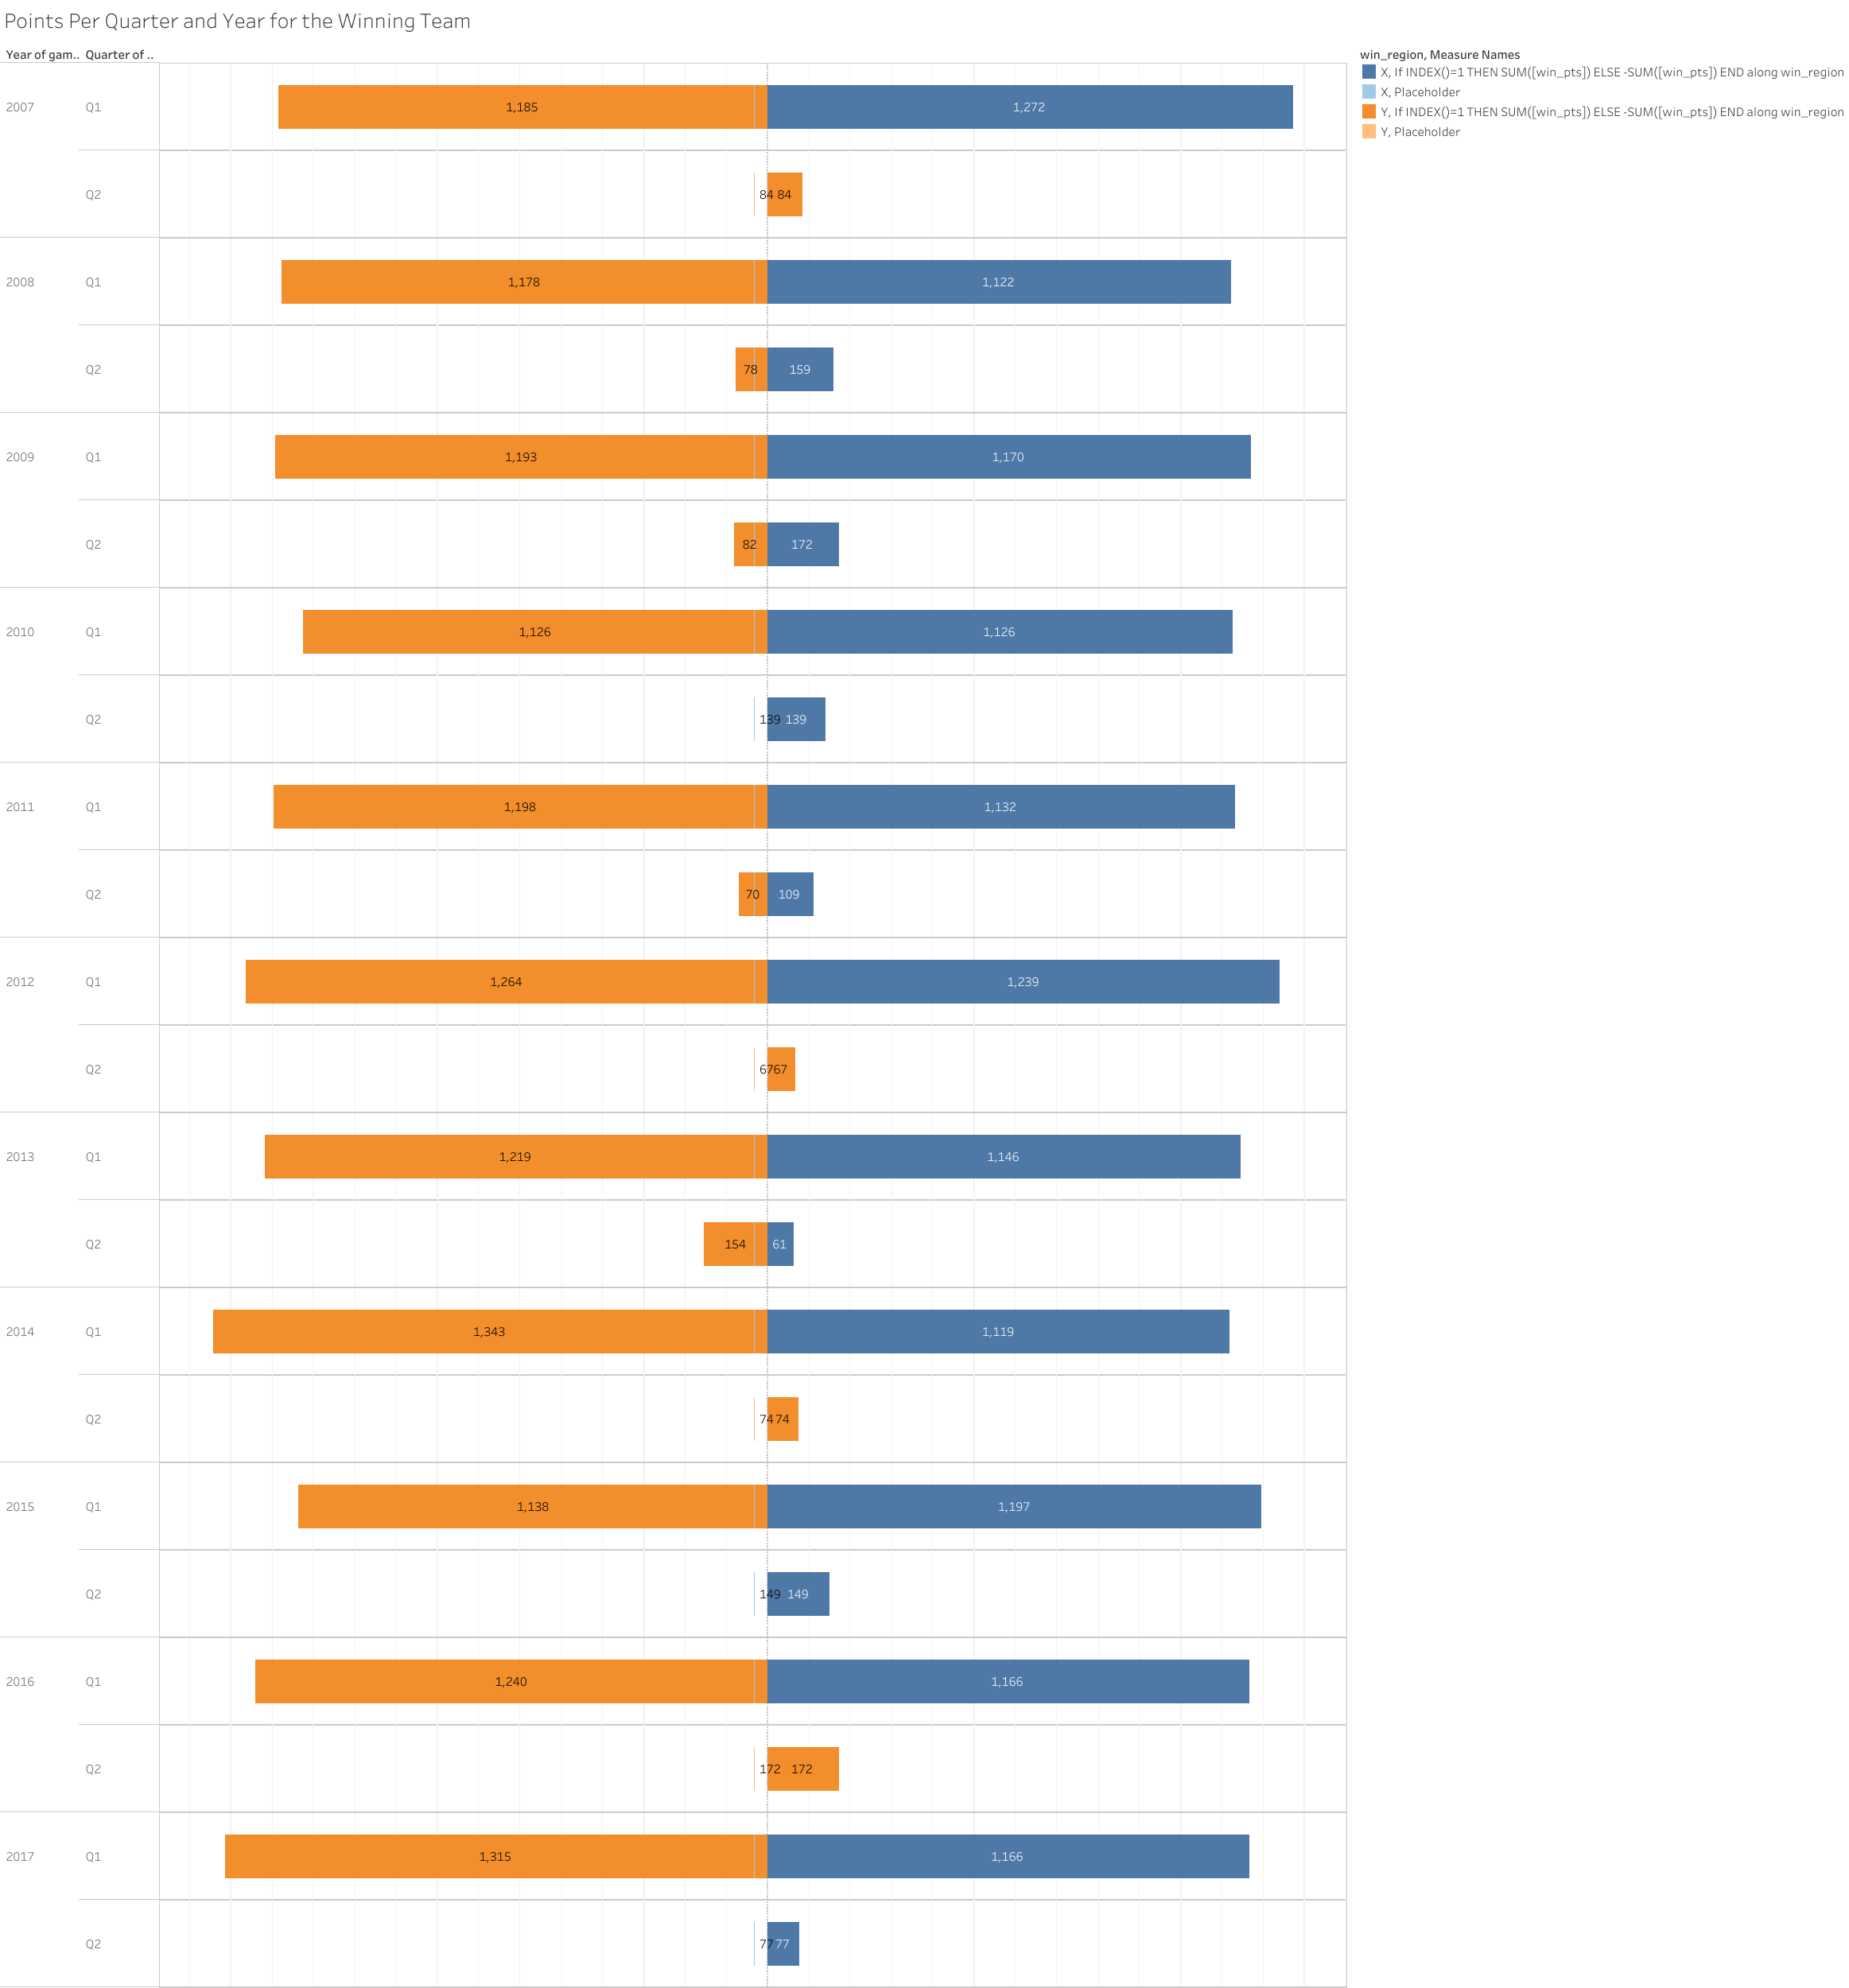 Points Per Quarter and Year for the Winning Team
Year of gam.. Quarter of ..
2007 Q1 1,185 1,272
Q2 84 84
2008 Q1 1,178 1,122
Q2 78 159
2009 Q1 1,193 1,170
Q2 82 172
2010 Q1 1,126 1,126
Q2 139 139
2011 Q1 1,198 1,132
Q2 70 109
2012 Q1 1,264 1,239
Q2 67 67
2013 Q1 1,219 1,146
Q2 154 61
2014 Q1 1,343 1,119
Q2 74 74
2015 Q1 1,138 1,197
Q2 149 149
2016 Q1 1,240 1,166
Q2 172 172
2017 Q1 1,315 1,166
Q2 77 77
win_region, Measure Names
X, If INDEX()=1 THEN SUM([win_pts]) ELSE -SUM([win_pts]) END along win_region
X, Placeholder
Y, If INDEX()=1 THEN SUM([win_pts]) ELSE -SUM([win_pts]) END along win_region
Y, Placeholder